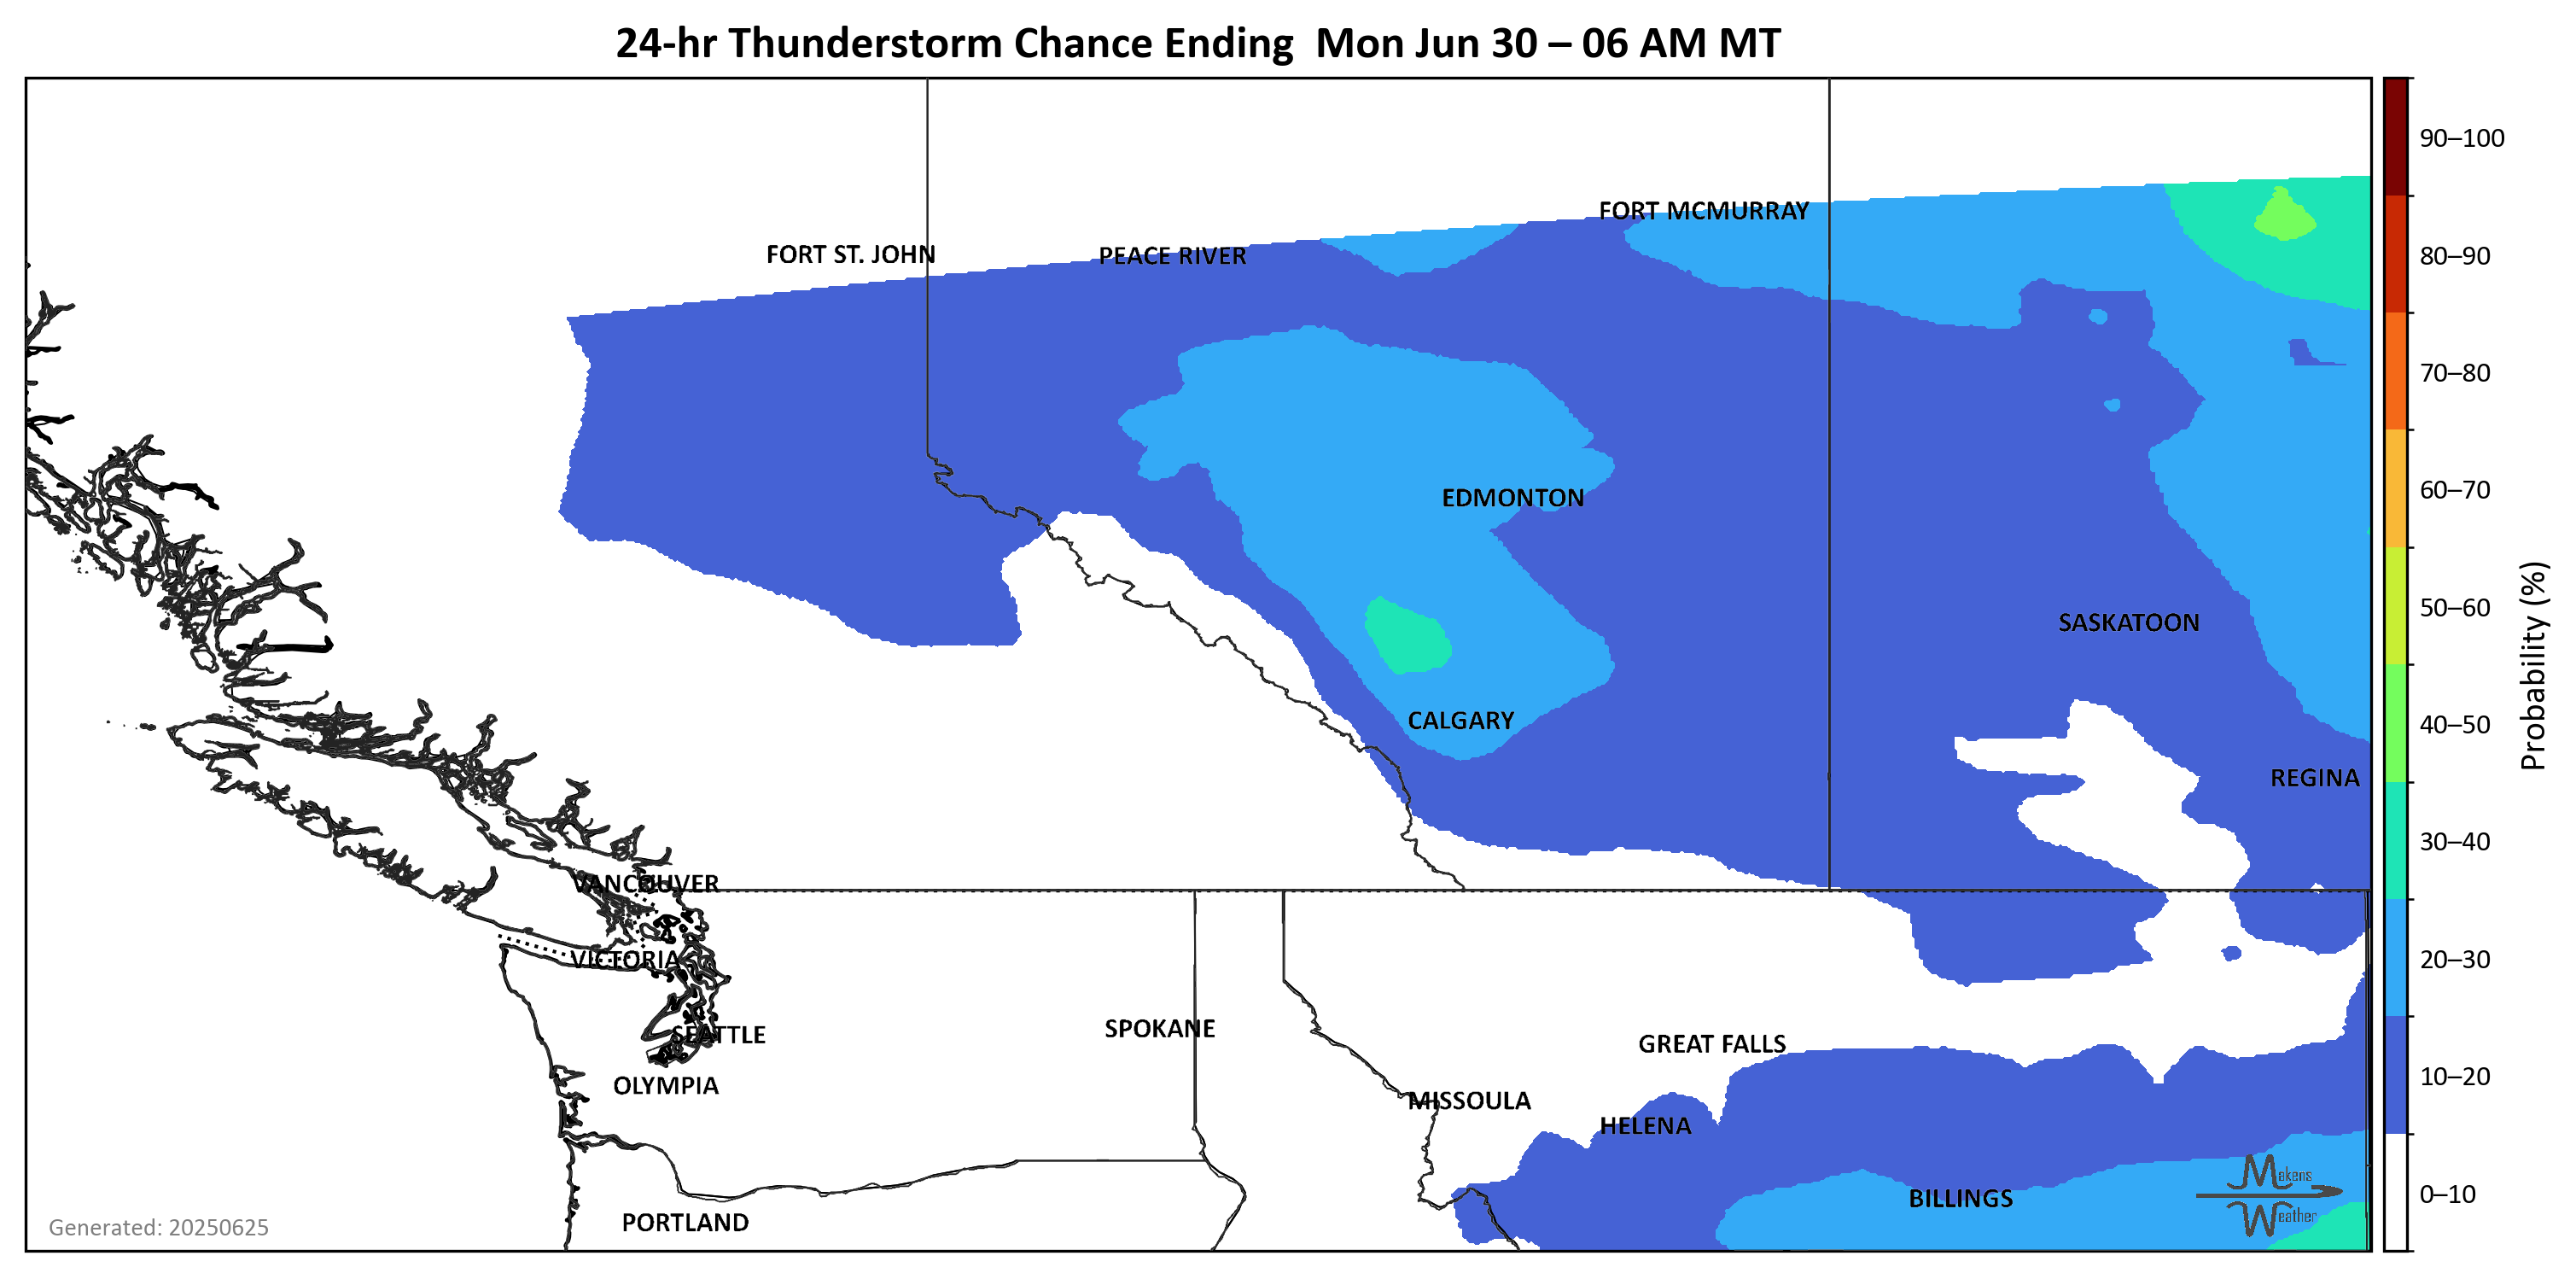 24-hr Thunderstorm Chance Ending  Mon Jun 30 – 06 AM MT
90–100
FORT MCMURRAY
FORT ST. JOHN
PEACE RIVER
80–90
70–80
60–70
EDMONTON
50–60
SASKATOON
Probability (%)
CALGARY
40–50
REGINA
30–40
VANCOUVER
VICTORIA
20–30
SEATTLE
SPOKANE
GREAT FALLS
OLYMPIA
MISSOULA
HELENA
10–20
Makens
Weather
BILLINGS
0–10
PORTLAND
Generated: 20250625